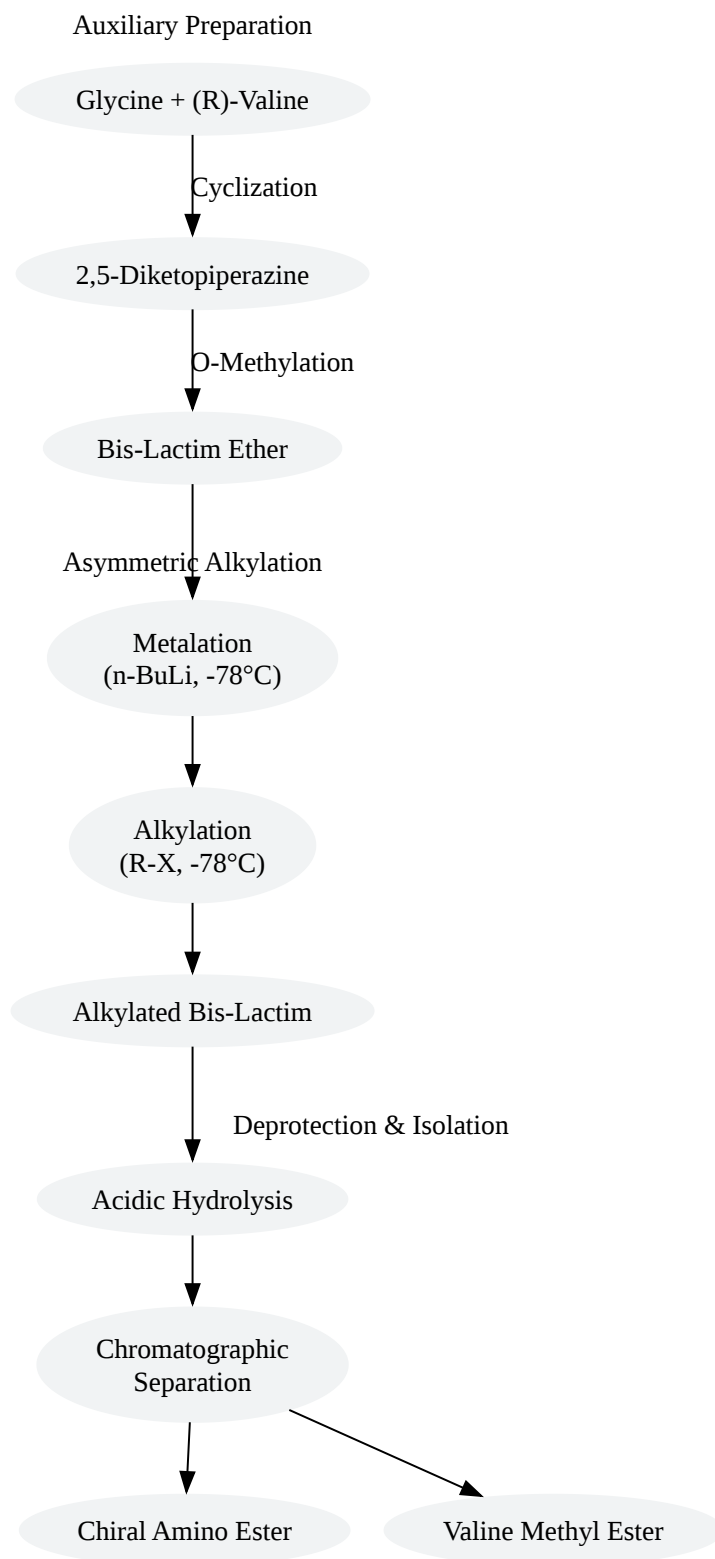 Auxiliary Preparation
Glycine + (R)-Valine
Cyclization
2,5-Diketopiperazine
O-Methylation
Bis-Lactim Ether
Asymmetric Alkylation
Metalation
(n-BuLi, -78°C)
Alkylation
(R-X, -78°C)
Alkylated Bis-Lactim
Deprotection & Isolation
Acidic Hydrolysis
Chromatographic
Separation
Chiral Amino Ester
Valine Methyl Ester